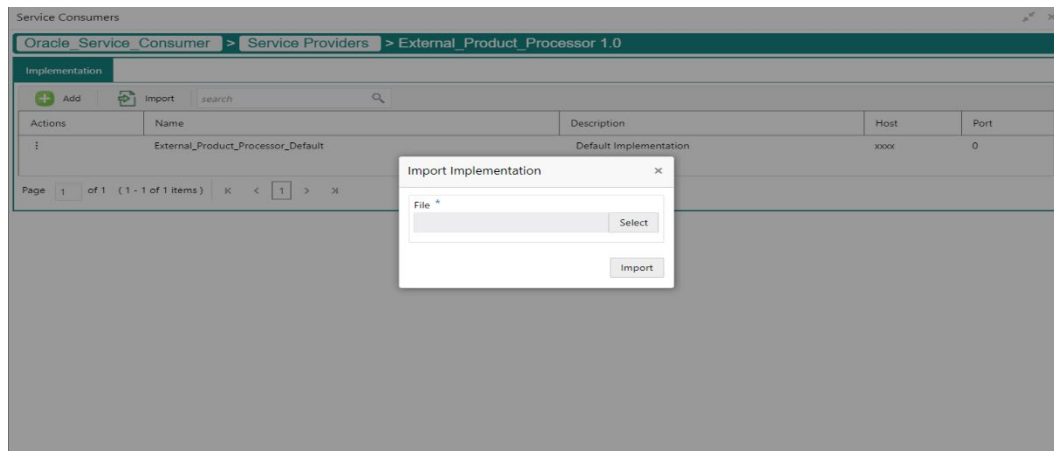 Service Consumers
Oracle_Service_Consumer > Service Providers > External_Product_Processor 1.0
Implementation
Add Import search
Actions Name Description Host Port
External_Product_Processor_Default Default Implementation xxxx 0
Page 1 of 1 (1 - 1 of 1 items) K < 1 > >|
Import Implementation ×
File *
Select
Import